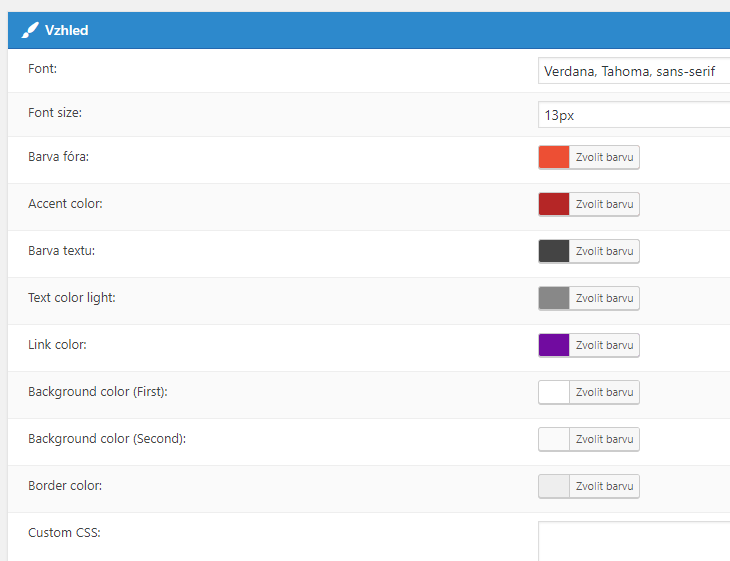 Vzhled
Font: Verdana, Tahoma, sans-serif
Font size: 13px
Barva fóra: Zvolit barvu
Accent color: Zvolit barvu
Barva textu: Zvolit barvu
Text color light: Zvolit barvu
Link color: Zvolit barvu
Background color (First): Zvolit barvu
Background color (Second): Zvolit barvu
Border color: Zvolit barvu
Custom CSS: